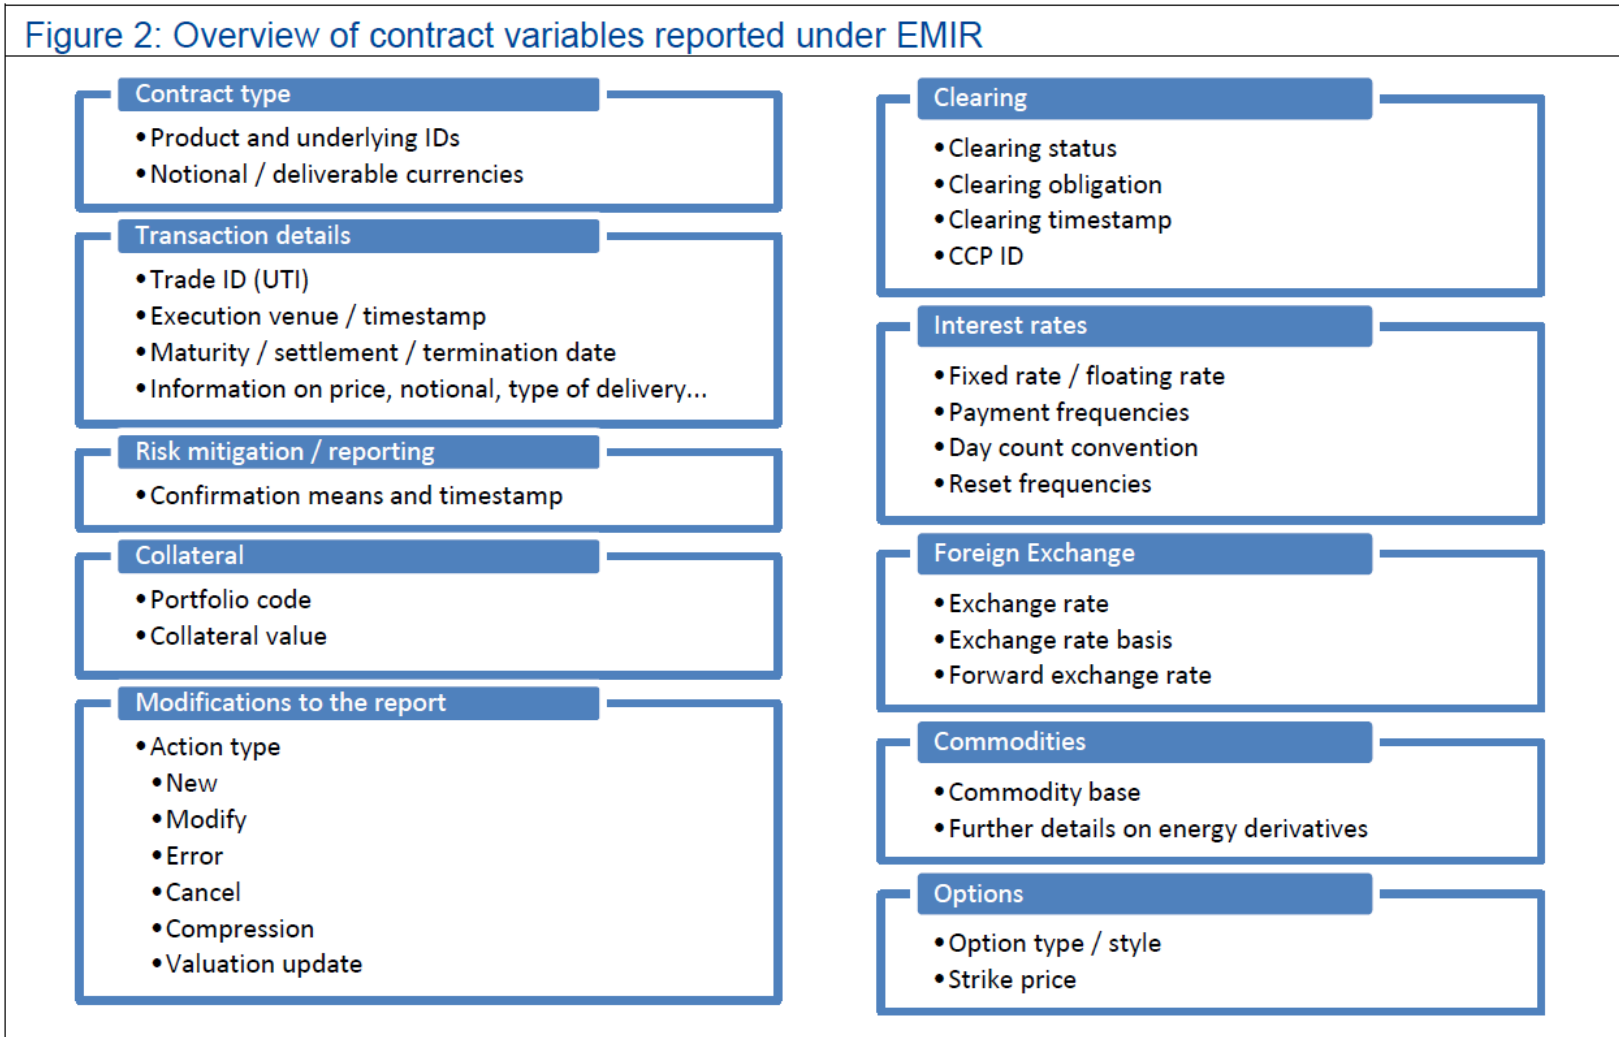 Figure 2: Overview of contract variables reported under EMIR
Contract type
•Product and underlying IDs
•Notional / deliverable currencies
Transaction details
•Trade ID (UTI)
•Execution venue / timestamp
•Maturity / settlement / termination date
•Information on price, notional, type of delivery...
Risk mitigation / reporting
•Confirmation means and timestamp
Collateral
•Portfolio code
•Collateral value
Modifications to the report
•Action type
•New
•Modify
•Error
•Cancel
•Compression
•Valuation update
Clearing
•Clearing status
•Clearing obligation
•Clearing timestamp
•CCP ID
Interest rates
•Fixed rate / floating rate
•Payment frequencies
•Day count convention
•Reset frequencies
Foreign Exchange
•Exchange rate
•Exchange rate basis
•Forward exchange rate
Commodities
•Commodity base
•Further details on energy derivatives
Options
•Option type / style
•Strike price